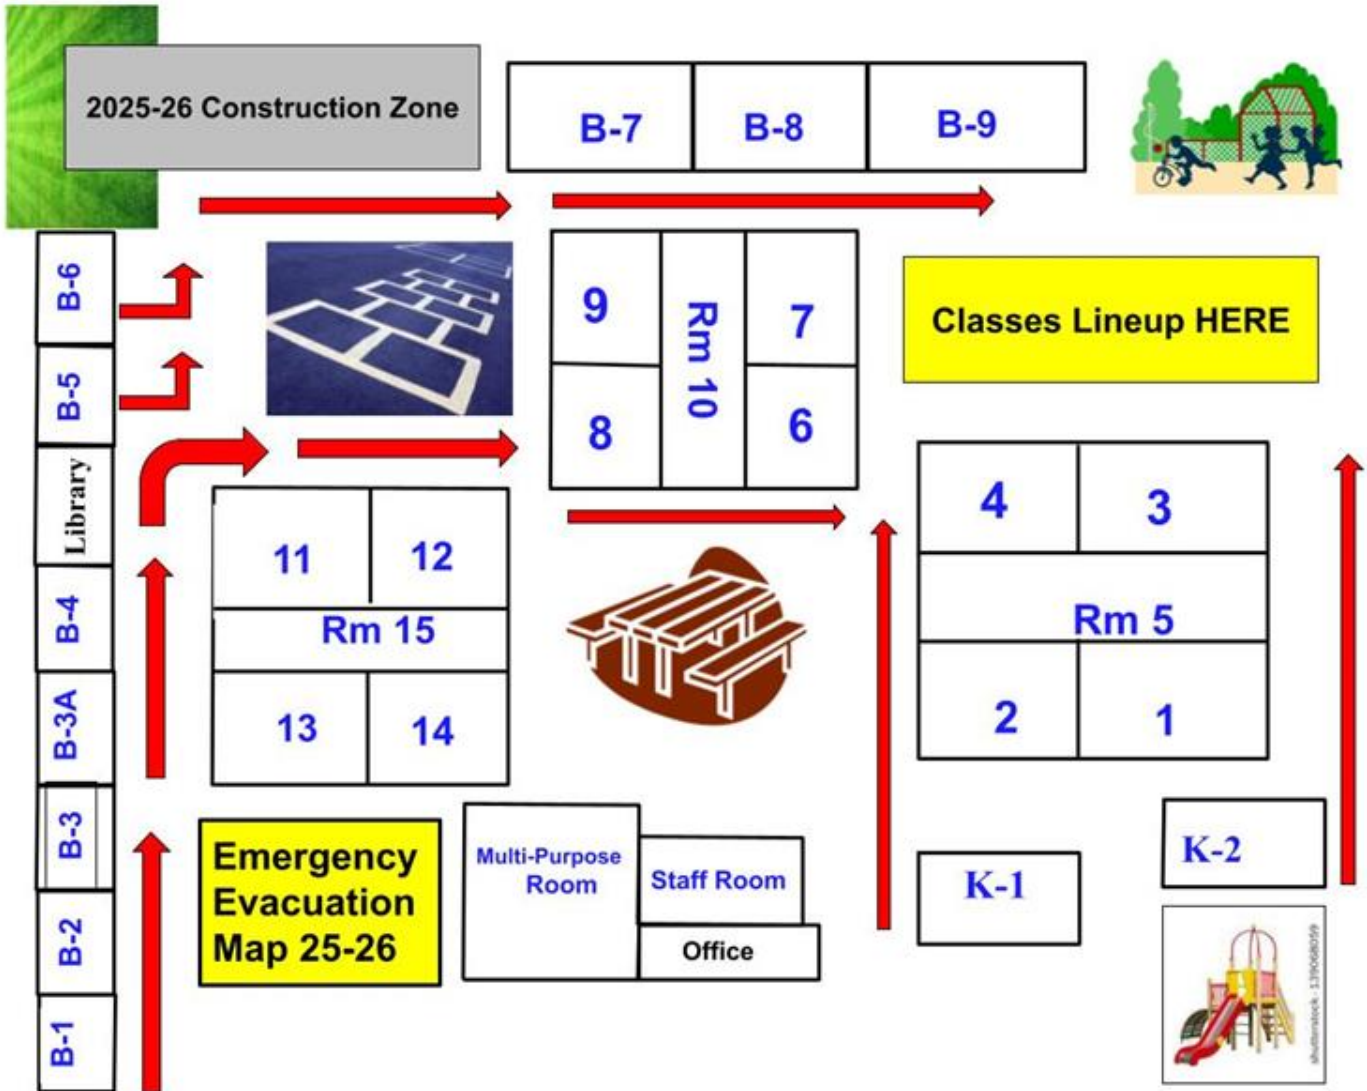 2025-26 Construction Zone
B-7
B-8
B-9
B-6
B-5
Library
B-4
B-3A
B-3
B-2
B-1
9
Rm 10
7
8
6
Classes Lineup HERE
11
12
Rm 15
13
14
4
3
Rm 5
2
1
Emergency
Evacuation
Map 25-26
Multi-Purpose
Room
Staff Room
Office
K-1
K-2
shutterstock · 139068059